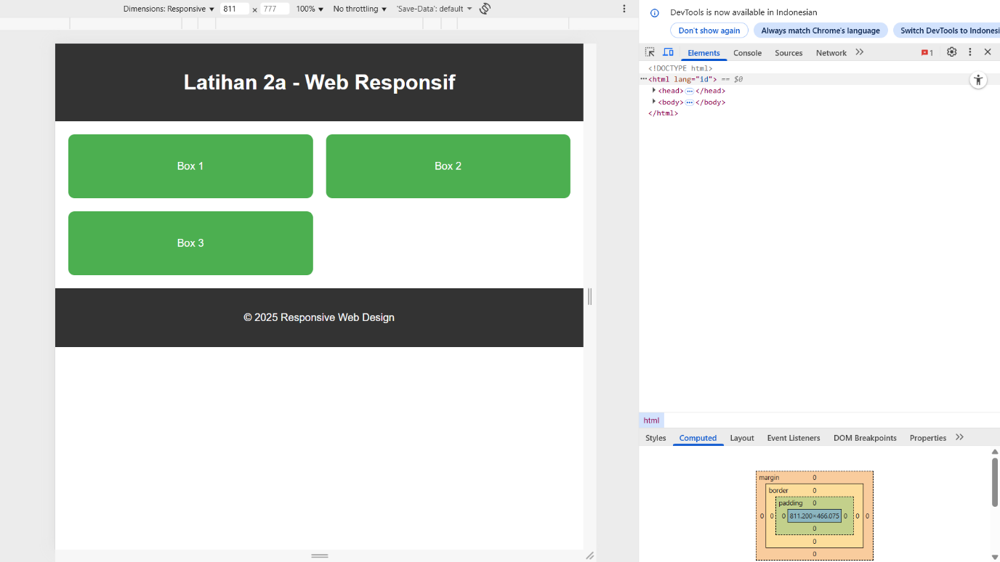 Dimensions: Responsive ▼ 811 × 777 100% ▼ No throttling ▼ 'Save-Data': default ▼
Latihan 2a - Web Responsif
Box 1 Box 2
Box 3
© 2025 Responsive Web Design
DevTools is now available in Indonesian
Don't show again Always match Chrome's language Switch DevTools to Indonesi
Elements Console Sources Network >> 1
<!DOCTYPE html>
<html lang="id"> == $0
<head>…</head>
<body>…</body>
</html>
html
Styles Computed Layout Event Listeners DOM Breakpoints Properties >>
margin 0
border 0
padding 0
0 0 0 811.200×466.075 0 0 0
0
0
0